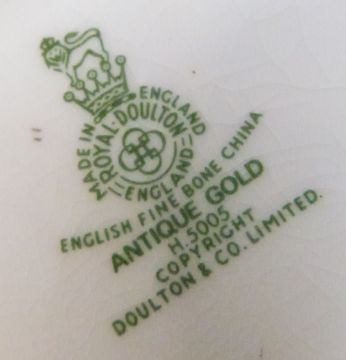 MADE IN ENGLAND
ROYAL·DOULTON
ENGLAND
ENGLISH FINE BONE CHINA
ANTIQUE GOLD
H.5005
COPYRIGHT
DOULTON & CO. LIMITED.